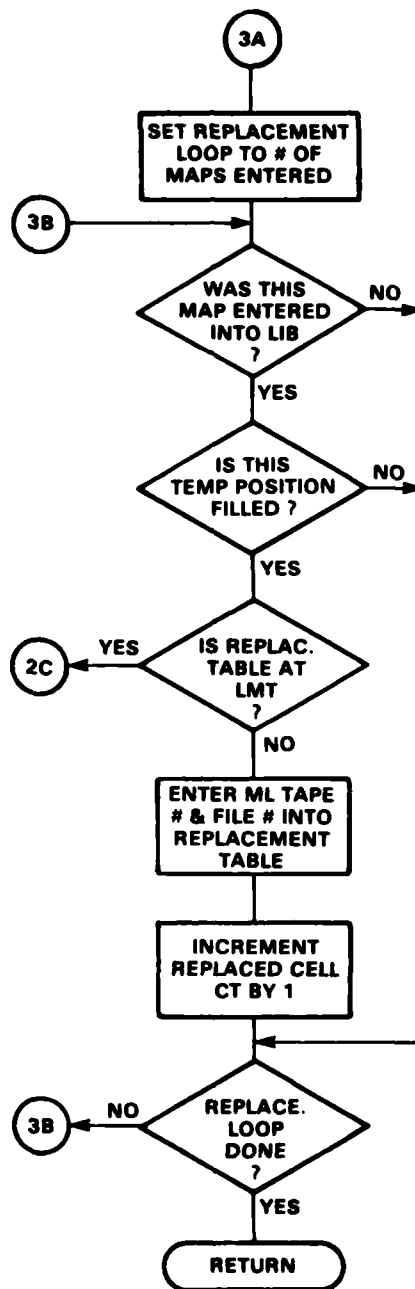 3A
SET REPLACEMENT
LOOP TO # OF
MAPS ENTERED
3B
WAS THIS
MAP ENTERED
INTO LIB
?
NO
YES
IS THIS
TEMP POSITION
FILLED ?
NO
YES
IS REPLAC.
TABLE AT
LMT
?
YES
2C
NO
ENTER ML TAPE
# & FILE # INTO
REPLACEMENT
TABLE
INCREMENT
REPLACED CELL
CT BY 1
REPLACE.
LOOP
DONE
?
NO
3B
YES
RETURN